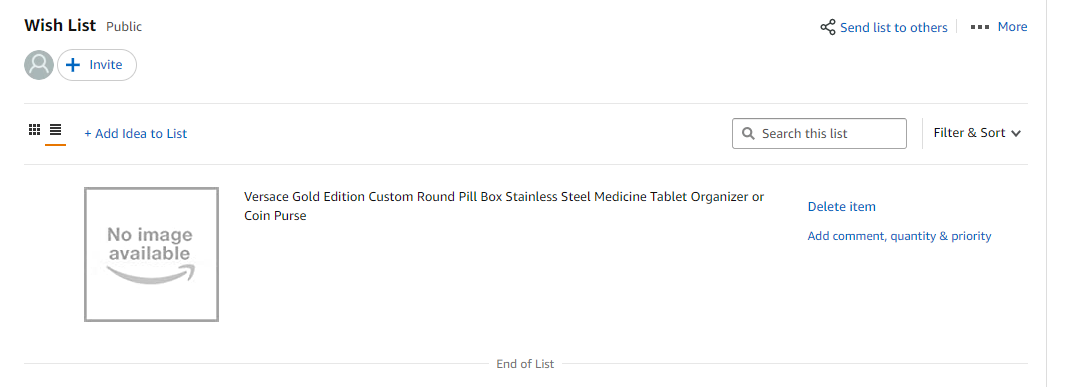 Wish List Public
Send list to others
More
Invite
+ Add Idea to List
Search this list
Filter & Sort
No image
available
Versace Gold Edition Custom Round Pill Box Stainless Steel Medicine Tablet Organizer or
Coin Purse
Delete item
Add comment, quantity & priority
End of List